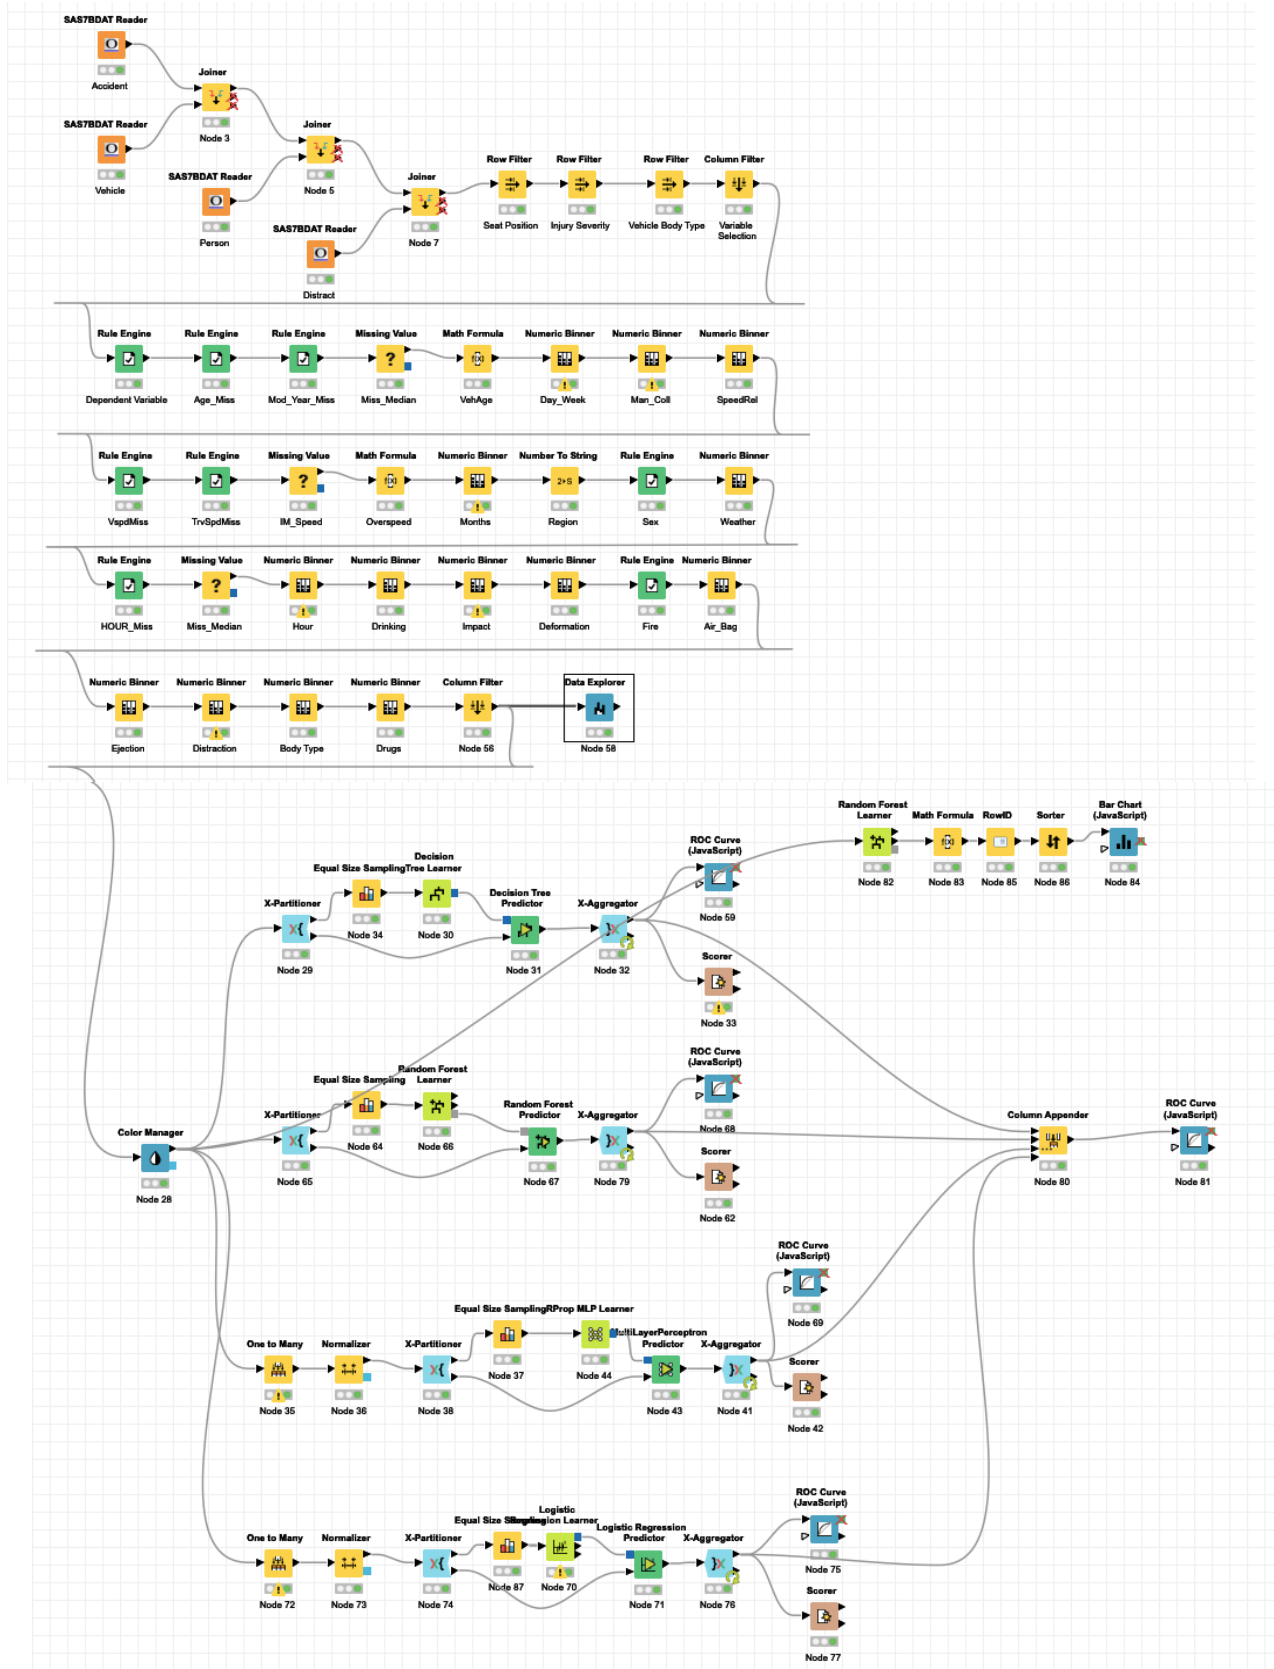 SAS7BDAT Reader
Accident
Joiner
Node 3
SAS7BDAT Reader
Vehicle
Joiner
Node 5
SAS7BDAT Reader
Person
Joiner
Node 7
SAS7BDAT Reader
Distract
Row Filter
Seat Position
Row Filter
Injury Severity
Row Filter
Vehicle Body Type
Column Filter
Variable
Selection
Rule Engine
Dependent Variable
Rule Engine
Age_Miss
Rule Engine
Mod_Year_Miss
Missing Value
?
Miss_Median
Math Formula
f(x)
VehAge
Numeric Binner
Day_Week
Numeric Binner
Man_Coll
Numeric Binner
SpeedRel
Rule Engine
VspdMiss
Rule Engine
TrvSpdMiss
Missing Value
?
IM_Speed
Math Formula
f(x)
Overspeed
Numeric Binner
Months
Number To String
2▸S
Region
Rule Engine
Sex
Numeric Binner
Weather
Rule Engine
HOUR_Miss
Missing Value
?
Miss_Median
Numeric Binner
Hour
Numeric Binner
Drinking
Numeric Binner
Impact
Numeric Binner
Deformation
Rule Engine
Fire
Numeric Binner
Air_Bag
Numeric Binner
Ejection
Numeric Binner
Distraction
Numeric Binner
Body Type
Numeric Binner
Drugs
Column Filter
Node 56
Data Explorer
Node 58
Random Forest
Learner
Node 82
Math Formula
f(x)
Node 83
RowID
Node 85
Sorter
Node 86
Bar Chart
(JavaScript)
Node 84
X-Partitioner
Node 29
Equal Size Sampling
Node 34
Decision
Tree Learner
Node 30
Decision Tree
Predictor
Node 31
X-Aggregator
Node 32
ROC Curve
(JavaScript)
Node 59
Scorer
Node 33
Color Manager
Node 28
X-Partitioner
Node 65
Equal Size Sampling
Node 64
Random Forest
Learner
Node 66
Random Forest
Predictor
Node 67
X-Aggregator
Node 79
ROC Curve
(JavaScript)
Node 68
Scorer
Node 62
Column Appender
Node 80
ROC Curve
(JavaScript)
Node 81
One to Many
Node 35
Normalizer
Node 36
X-Partitioner
Node 38
Equal Size Sampling
Node 37
RProp MLP Learner
Node 44
MultiLayerPerceptron
Predictor
Node 43
X-Aggregator
Node 41
ROC Curve
(JavaScript)
Node 69
Scorer
Node 42
One to Many
Node 72
Normalizer
Node 73
X-Partitioner
Node 74
Equal Size Sampling
Node 87
Logistic
Regression Learner
Node 70
Logistic Regression
Predictor
Node 71
X-Aggregator
Node 76
ROC Curve
(JavaScript)
Node 75
Scorer
Node 77